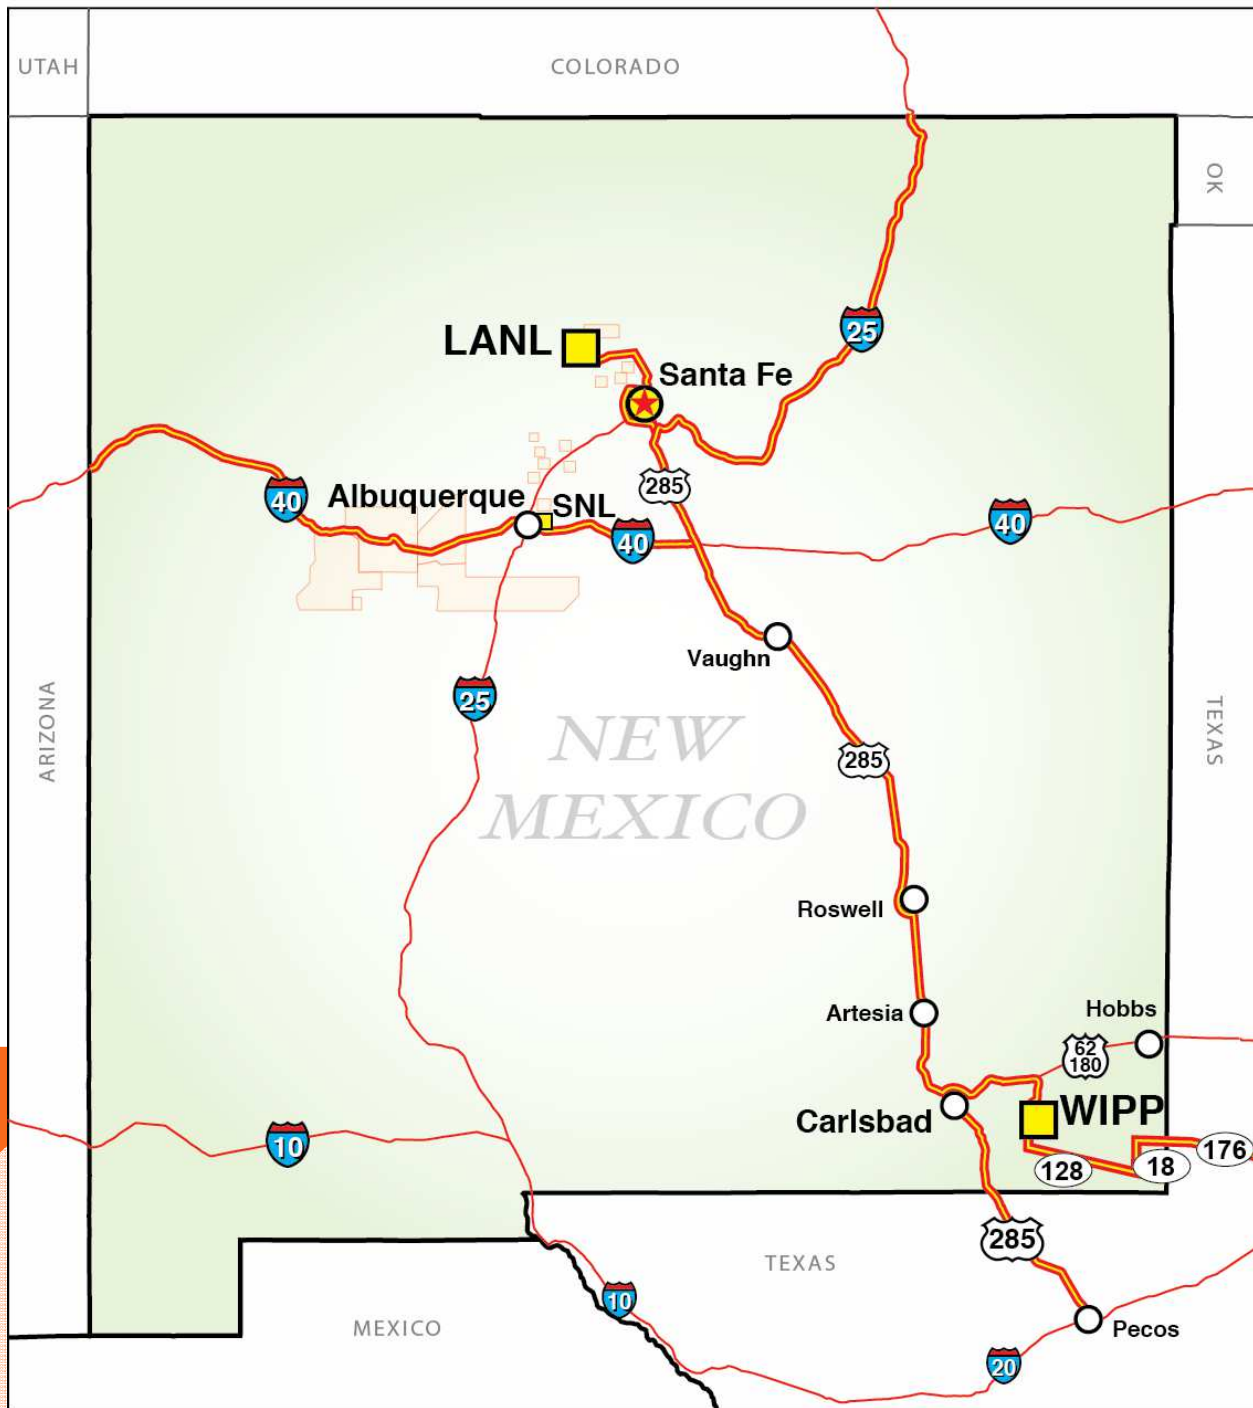 UTAH
COLORADO
OK
25
LANL
Santa Fe
285
40
Albuquerque
SNL
40
40
Vaughn
ARIZONA
25
TEXAS
NEW
MEXICO
285
Roswell
Artesia
Hobbs
62
180
Carlsbad
WIPP
10
128
18
176
285
TEXAS
10
MEXICO
Pecos
20